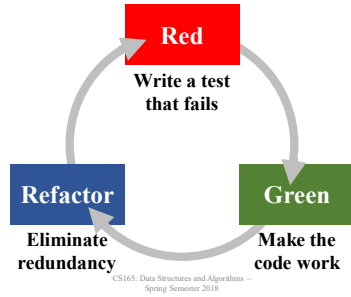 Red
Write a test
that fails
Refactor
Green
Eliminate
redundancy
Make the
code work
CS165: Data Structures and Algorithms –
Spring Semester 2018